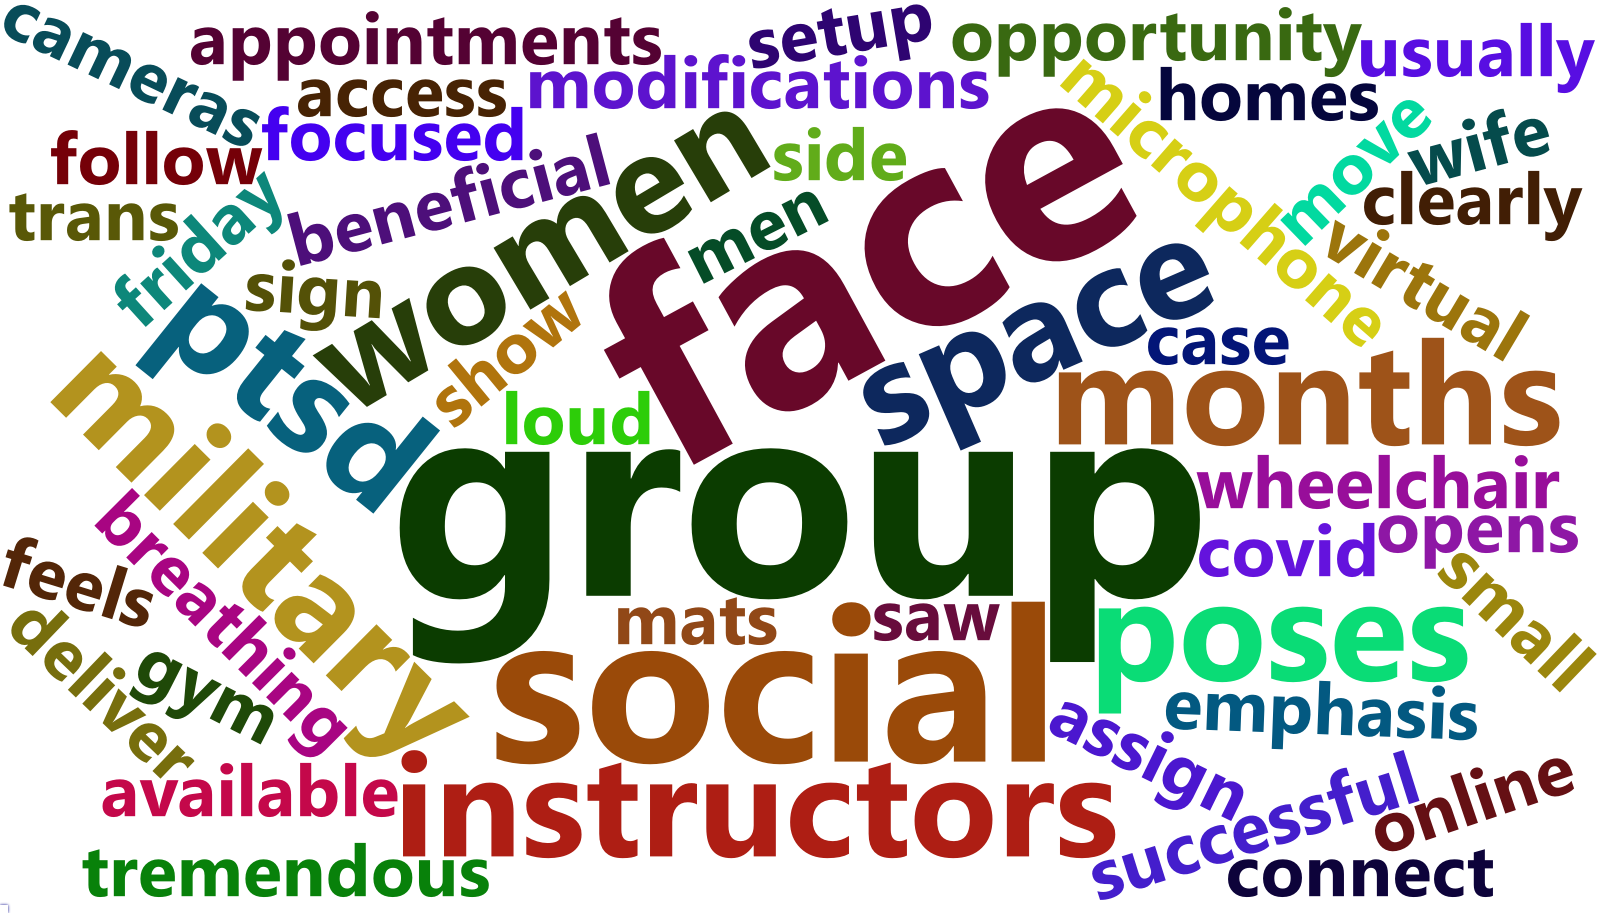 cameras
appointments
setup
opportunity
usually
access
modifications
homes
microphone
move
wife
follow
focused
women
side
face
clearly
trans
friday
beneficial
men
virtual
sign
space
ptsd
show
case
military
loud
months
group
wheelchair
opens
covid
breathing
feels
small
mats
saw
poses
deliver
gym
social
emphasis
assign
available
instructors
successful
online
tremendous
connect